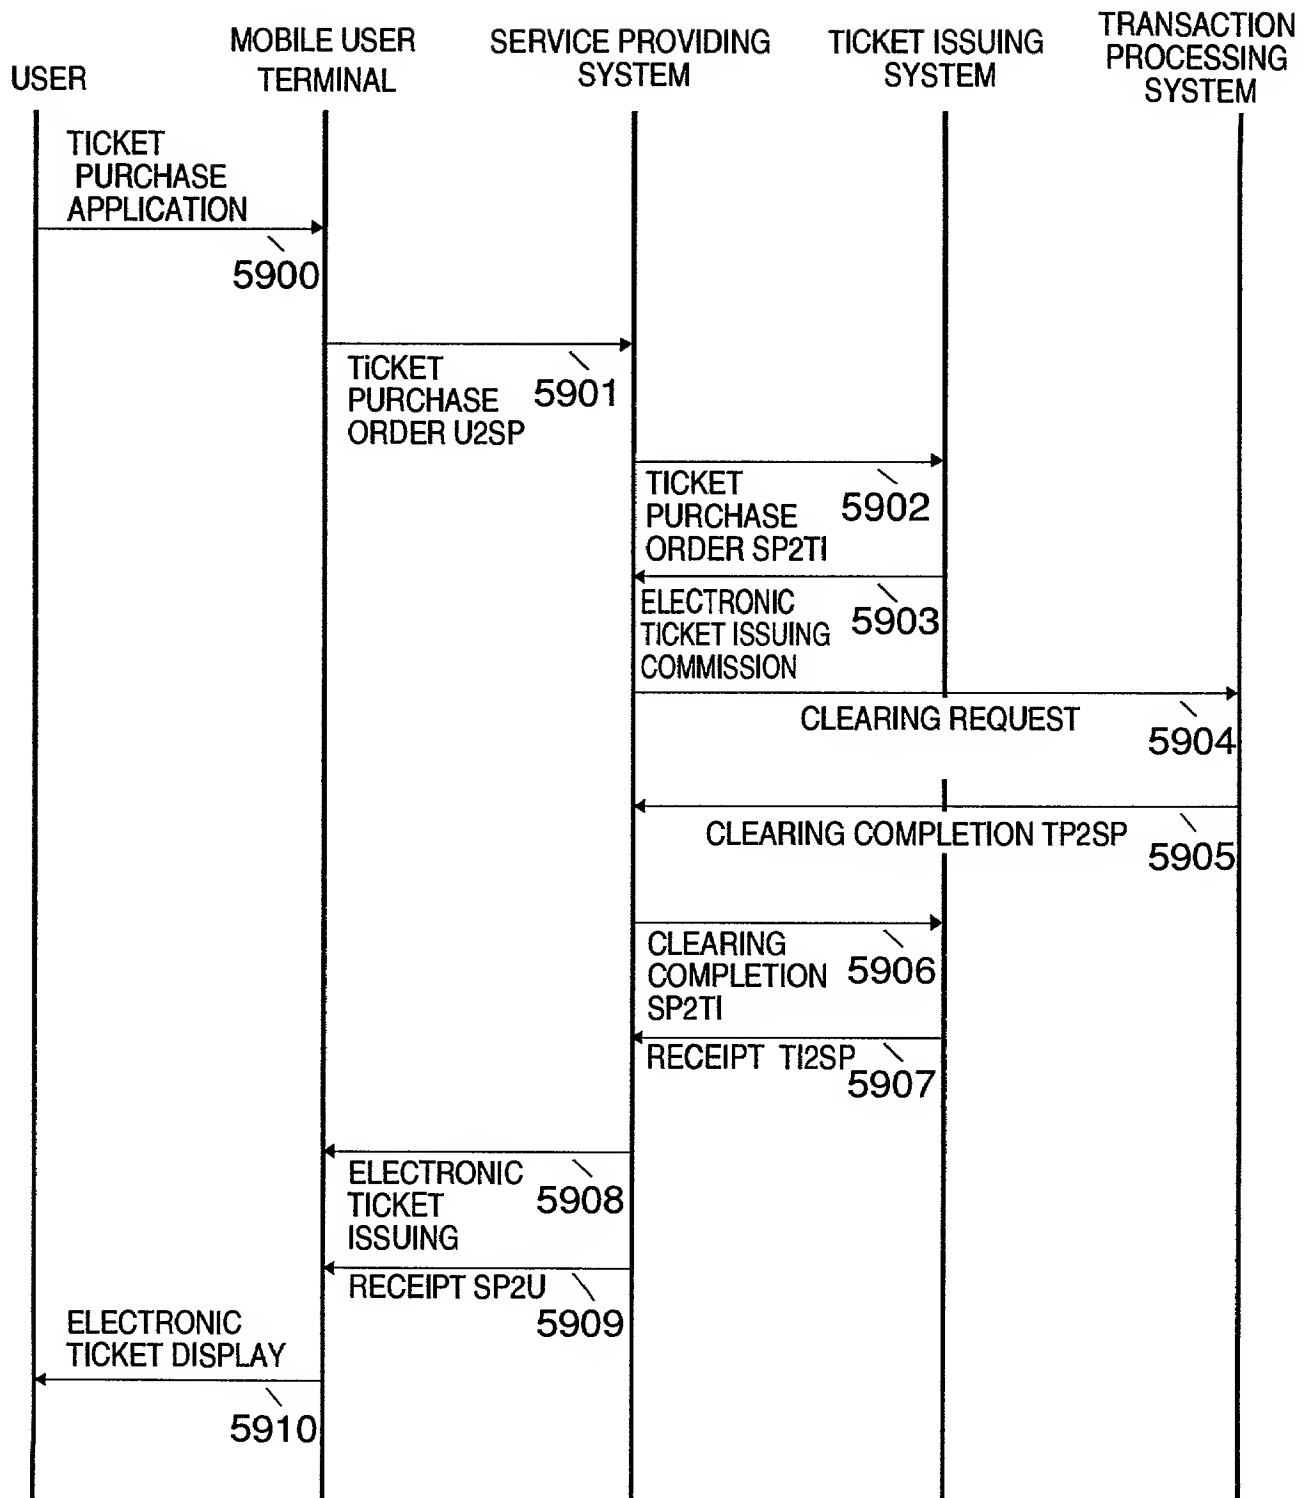 USER
MOBILE USER
TERMINAL
SERVICE PROVIDING
SYSTEM
TICKET ISSUING
SYSTEM
TRANSACTION
PROCESSING
SYSTEM
TICKET
PURCHASE
APPLICATION
5900
TiCKET
PURCHASE
ORDER U2SP
5901
TICKET
PURCHASE
ORDER SP2TI
5902
ELECTRONIC
TICKET ISSUING
COMMISSION
5903
CLEARING REQUEST
5904
CLEARING COMPLETION TP2SP
5905
CLEARING
COMPLETION
SP2TI
5906
RECEIPT TI2SP
5907
ELECTRONIC
TICKET
ISSUING
5908
RECEIPT SP2U
5909
ELECTRONIC
TICKET DISPLAY
5910